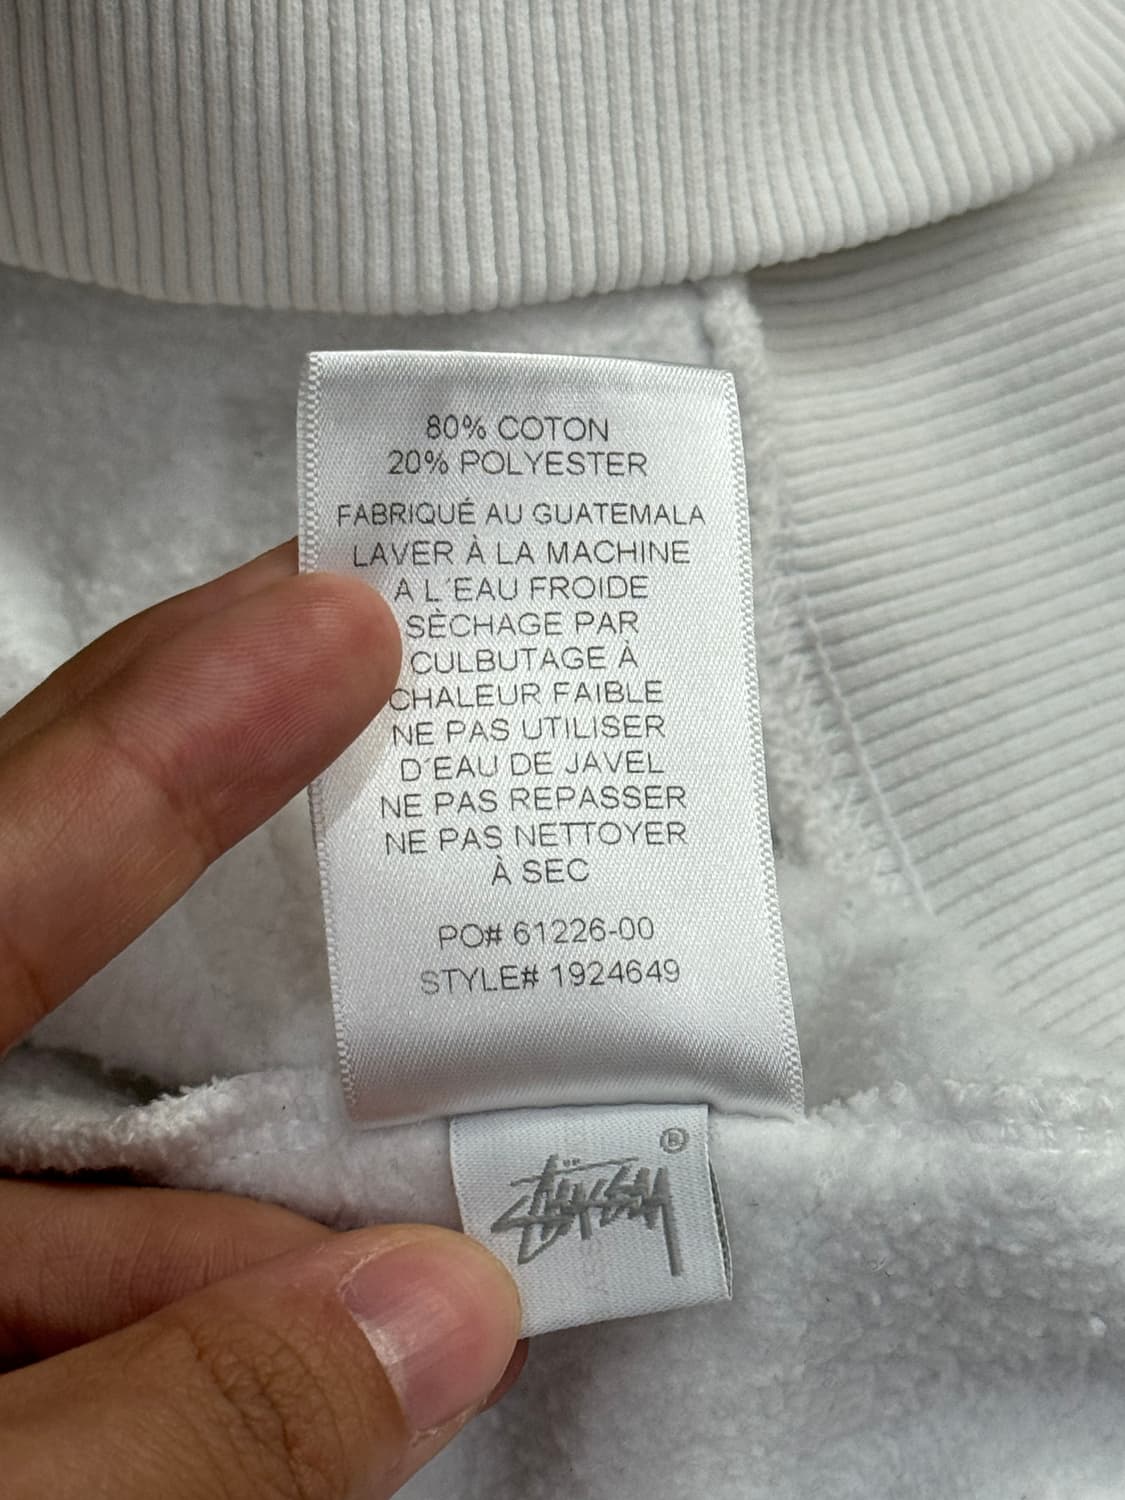 80% COTON
20% POLYESTER
FABRIQUÉ AU GUATEMALA
LAVER À LA MACHINE
A L´EAU FROIDE
SÈCHAGE PAR
CULBUTAGE À
CHALEUR FAIBLE
NE PAS UTILISER
D´EAU DE JAVEL
NE PAS REPASSER
NE PAS NETTOYER
À SEC
PO# 61226-00
STYLE# 1924649
®
STÜSSY